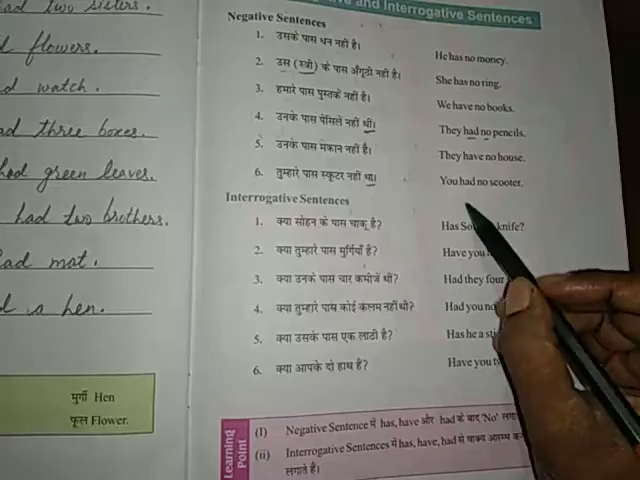 had two sisters.
flowers.
watch.
had three boxes.
had green leaves.
had two brothers.
had mat.
a hen.
मुर्गी Hen
फूल Flower.
and Interrogative Sentences
Negative Sentences
1. उसके पास धन नहीं है। He has no money.
2. उस (स्त्री) के पास अँगूठी नहीं है। She has no ring.
3. हमारे पास पुस्तकें नहीं हैं। We have no books.
4. उनके पास पेंसिलें नहीं थीं। They had no pencils.
5. उनके पास मकान नहीं है। They have no house.
6. तुम्हारे पास स्कूटर नहीं था। You had no scooter.
Interrogative Sentences
1. क्या सोहन के पास चाकू है? Has knife?
2. क्या तुम्हारे पास मुर्गियाँ हैं? Have you
3. क्या उनके पास चार कमीजें थीं? Had they four
4. क्या तुम्हारे पास कोई कलम नहीं थी? Had you no
5. क्या उसके पास एक लाठी है? Has he a
6. क्या आपके दो हाथ हैं? Have you
Learning Point
(I) Negative Sentence में has, have और had के बाद 'No'
(ii) Interrogative Sentences में has, have, had से वाक्य आरम्भ
लगाते हैं।